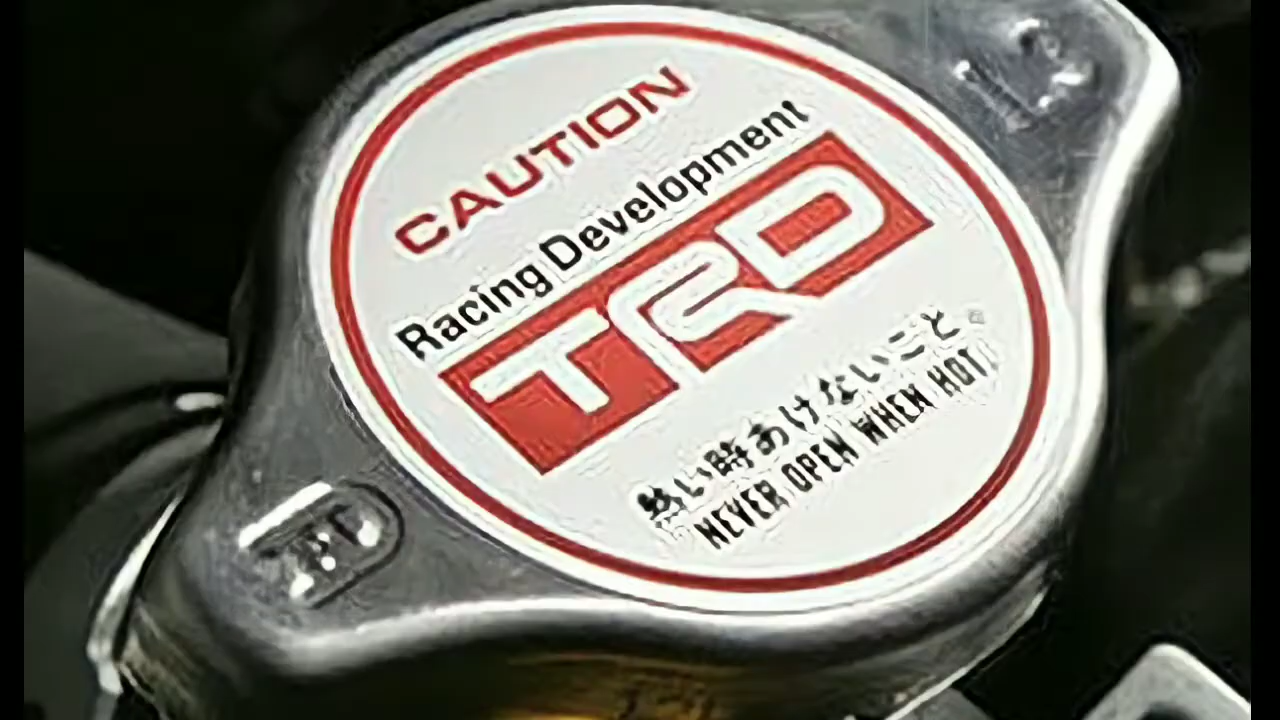 CAUTION
Racing Development
TRD
熱い時あけないこと。
NEVER OPEN WHEN HOT!